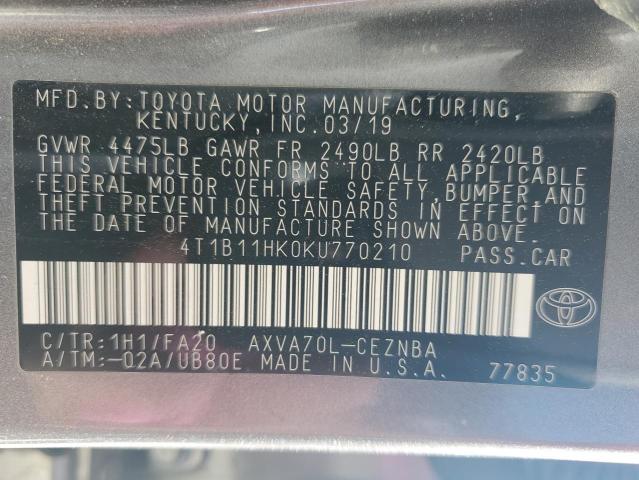 MFD.BY:TOYOTA MOTOR MANUFACTURING,
KENTUCKY,INC.03/19
GVWR 4475LB GAWR FR 2490LB RR 2420LB
THIS VEHICLE CONFORMS TO ALL APPLICABLE
FEDERAL MOTOR VEHICLE SAFETY,BUMPER,AND
THEFT PREVENTION STANDARDS IN EFFECT ON
THE DATE OF MANUFACTURE SHOWN ABOVE.
4T1B11HK0KU770210 PASS.CAR
C/TR:1H1/FA20 AXVA70L-CEZNBA
A/TM:-02A/UB80E MADE IN U.S.A. 77835